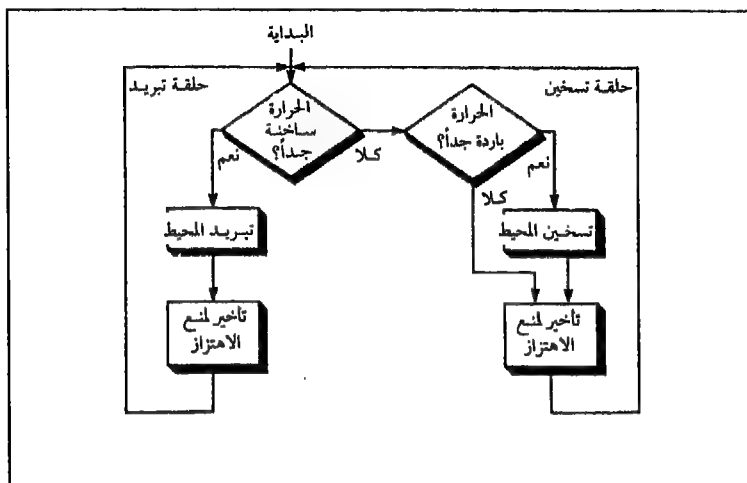 البداية
حلقة تبريد
حلقة تسخين
الحرارة
ساخنة
جداً؟
الحرارة
باردة جداً؟
نعم
كلا
كلا
نعم
تبريد المحيط
تسخين المحيط
تأخير لمنع
الاهتزاز
تأخير لمنع
الاهتزاز